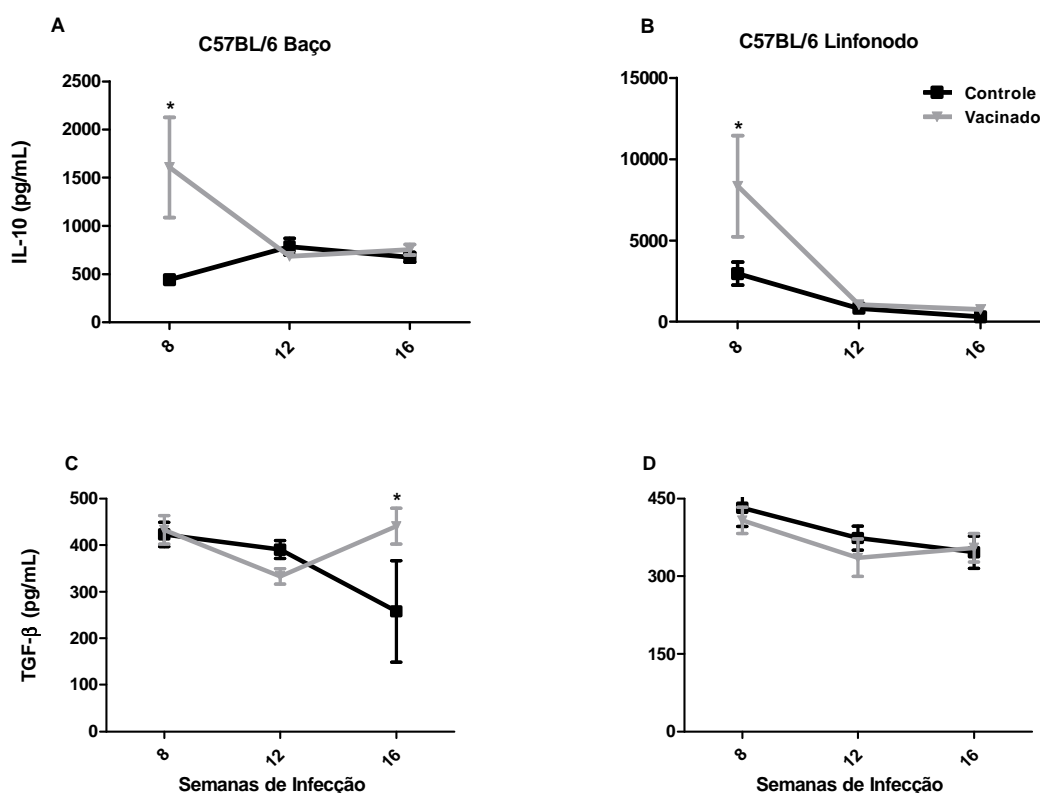 A
C57BL/6 Baço
IL-10 (pg/mL)
2500
2000
1500
1000
500
0
*
8
12
16
B
C57BL/6 Linfonodo
15000
10000
5000
0
*
Controle
Vacinado
8
12
16
C
TGF-β (pg/mL)
500
400
300
200
100
0
*
8
12
16
Semanas de Infecção
D
450
300
150
0
8
12
16
Semanas de Infecção